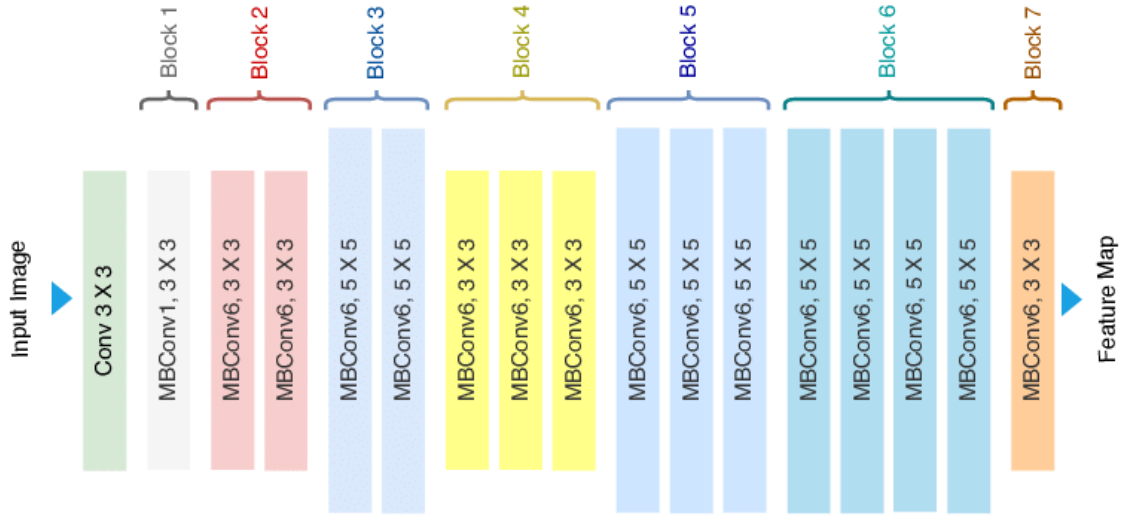 Input Image
Conv 3 X 3
Block 1
MBConv1, 3 X 3
Block 2
MBConv6, 3 X 3
MBConv6, 3 X 3
Block 3
MBConv6, 5 X 5
MBConv6, 5 X 5
Block 4
MBConv6, 3 X 3
MBConv6, 3 X 3
MBConv6, 3 X 3
Block 5
MBConv6, 5 X 5
MBConv6, 5 X 5
MBConv6, 5 X 5
Block 6
MBConv6, 5 X 5
MBConv6, 5 X 5
MBConv6, 5 X 5
MBConv6, 5 X 5
Block 7
MBConv6, 3 X 3
Feature Map